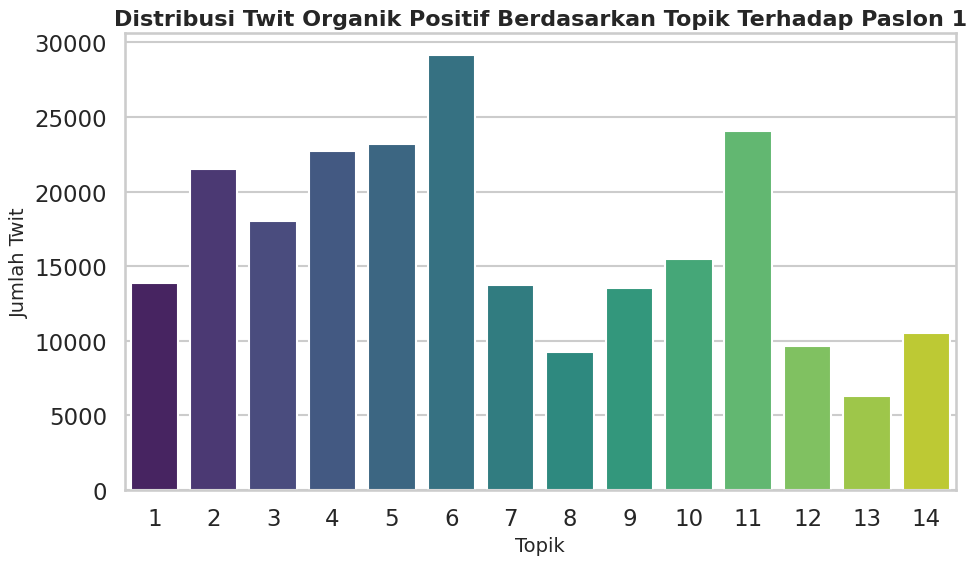 Distribusi Twit Organik Positif Berdasarkan Topik Terhadap Paslon 1
30000
25000
20000
15000
10000
5000
0
Jumlah Twit
1 2 3 4 5 6 7 8 9 10 11 12 13 14
Topik